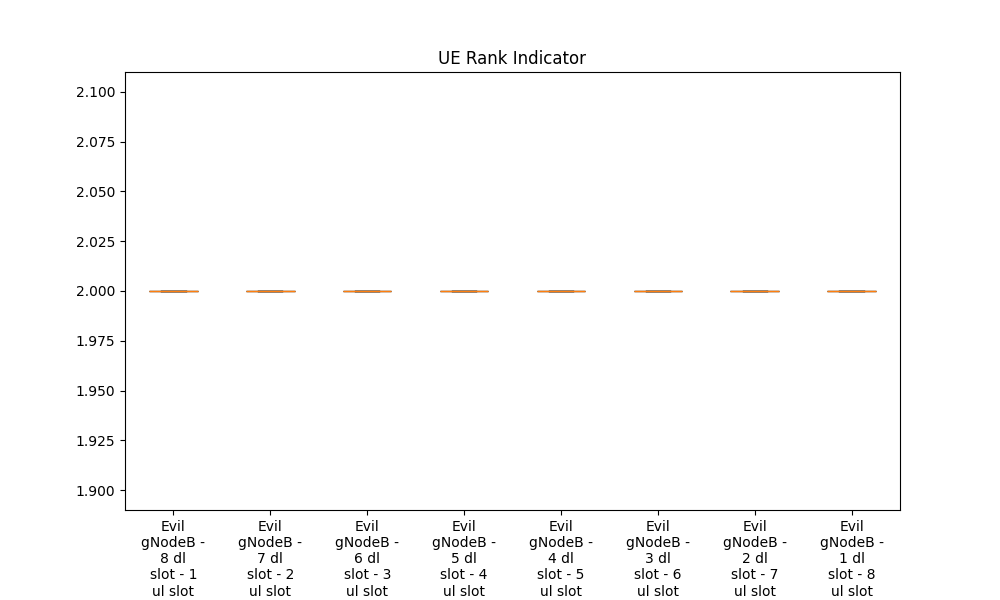 UE Rank Indicator
2.100
2.075
2.050
2.025
2.000
1.975
1.950
1.925
1.900
Evil
gNodeB -
8 dl
slot - 1
ul slot
Evil
gNodeB -
7 dl
slot - 2
ul slot
Evil
gNodeB -
6 dl
slot - 3
ul slot
Evil
gNodeB -
5 dl
slot - 4
ul slot
Evil
gNodeB -
4 dl
slot - 5
ul slot
Evil
gNodeB -
3 dl
slot - 6
ul slot
Evil
gNodeB -
2 dl
slot - 7
ul slot
Evil
gNodeB -
1 dl
slot - 8
ul slot